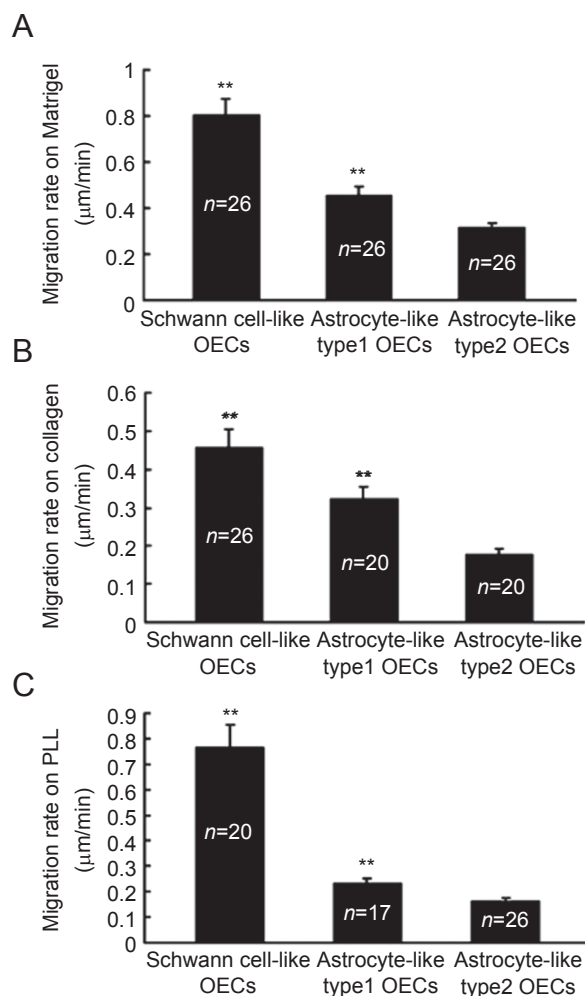 A
Migration rate on Matrigel
(μm/min)
1
0.8
0.6
0.4
0.2
0
**
**
n=26
n=26
n=26
Schwann cell-like
OECs
Astrocyte-like
type1 OECs
Astrocyte-like
type2 OECs
B
Migration rate on collagen
(μm/min)
0.6
0.5
0.4
0.3
0.2
0.1
0
**
**
n=26
n=20
n=20
Schwann cell-like
OECs
Astrocyte-like
type1 OECs
Astrocyte-like
type2 OECs
C
Migration rate on PLL
(μm/min)
0.9
0.8
0.7
0.6
0.5
0.4
0.3
0.2
0.1
0
**
**
n=20
n=17
n=26
Schwann cell-like
OECs
Astrocyte-like
type1 OECs
Astrocyte-like
type2 OECs